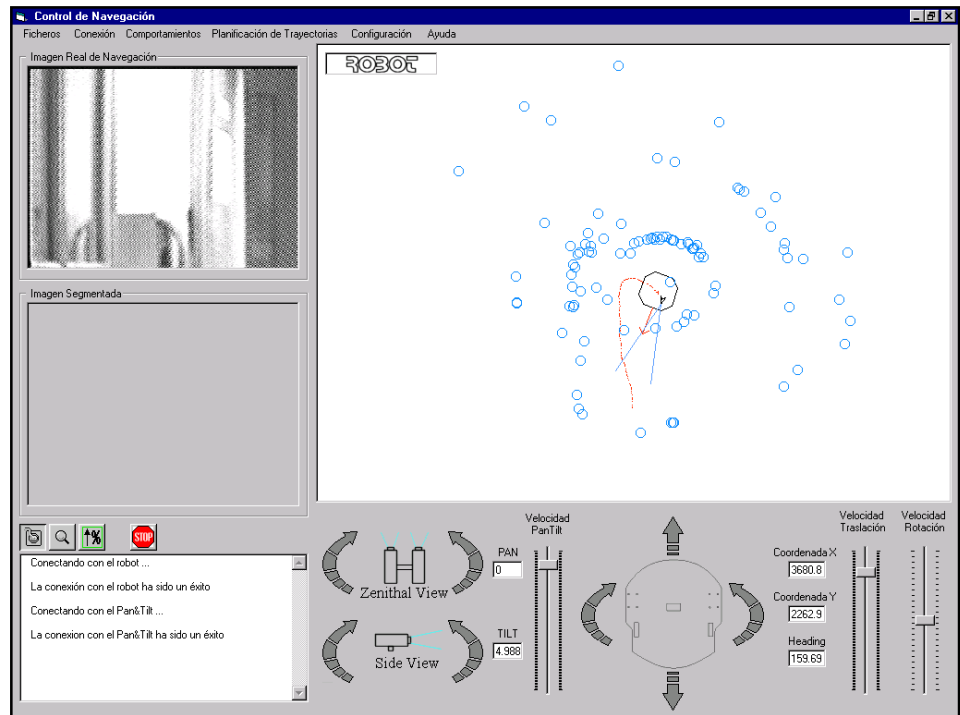 Control de Navegación
Ficheros Conexión Comportamientos Planificación de Trayectorias Configuración Ayuda
Imagen Real de Navegación
ROBOT
Imagen Segmentada
STOP
Conectando con el robot ...
La conexión con el robot ha sido un éxito
Conectando con el Pan&Tilt ...
La conexion con el Pan&Tilt ha sido un éxito
Zenithal View
Side View
Velocidad
PanTilt
PAN
0
TILT
4.988
Coordenada X
3680.8
Coordenada Y
2262.9
Heading
159.69
Velocidad
Traslación
Velocidad
Rotación